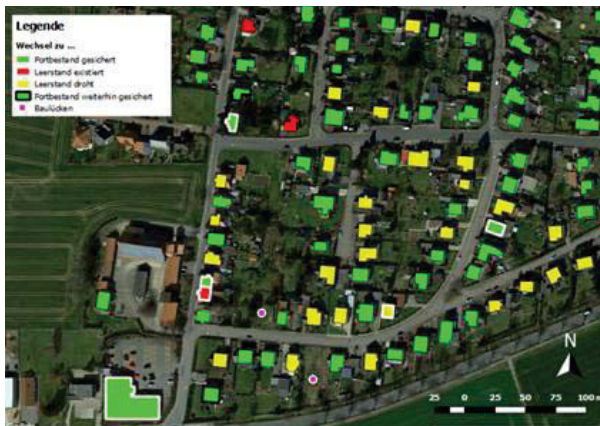 Legende
Wechsel zu ...
Fortbestand gesichert
Leerstand existiert
Leerstand droht
Fortbestand weiterhin gesichert
Baulücken
N
25 0 25 50 75 100 m